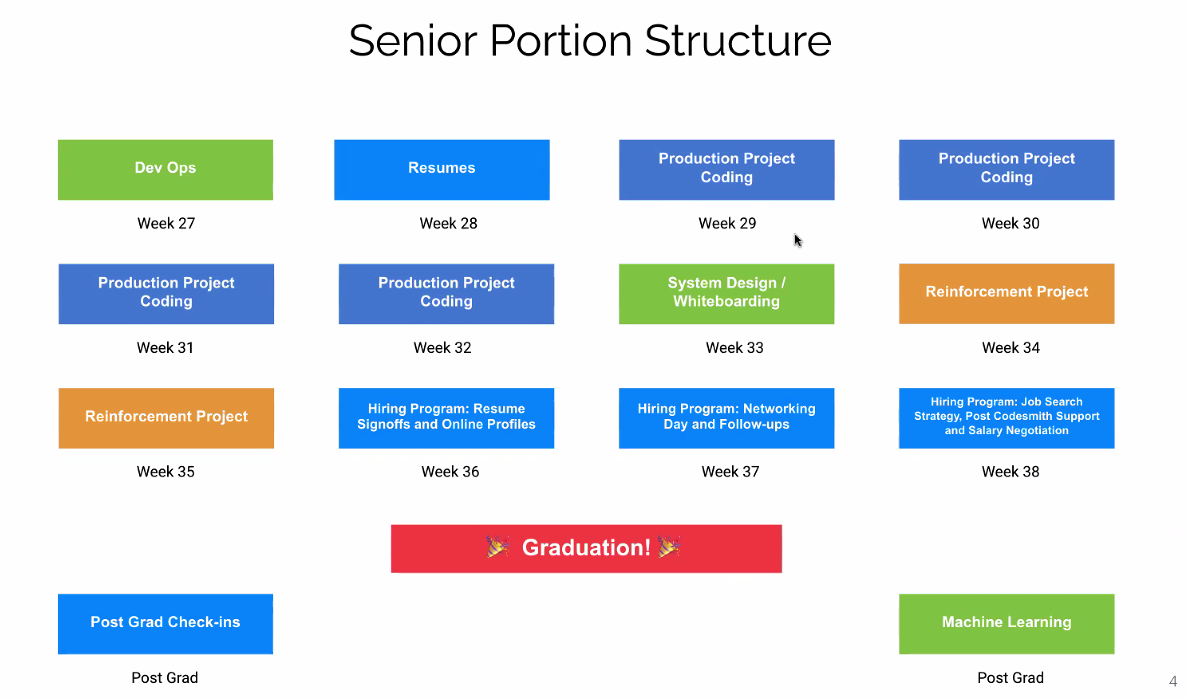 Senior Portion Structure
Dev Ops
Resumes
Production Project
Coding
Production Project
Coding
Week 27
Week 28
Week 29
Week 30
Production Project
Coding
Production Project
Coding
System Design /
Whiteboarding
Reinforcement Project
Week 31
Week 32
Week 33
Week 34
Reinforcement Project
Hiring Program: Resume
Signoffs and Online Profiles
Hiring Program: Networking
Day and Follow-ups
Hiring Program: Job Search
Strategy, Post Codesmith Support
and Salary Negotiation
Week 35
Week 36
Week 37
Week 38
🎉 Graduation! 🎉
Post Grad Check-ins
Machine Learning
Post Grad
Post Grad
4